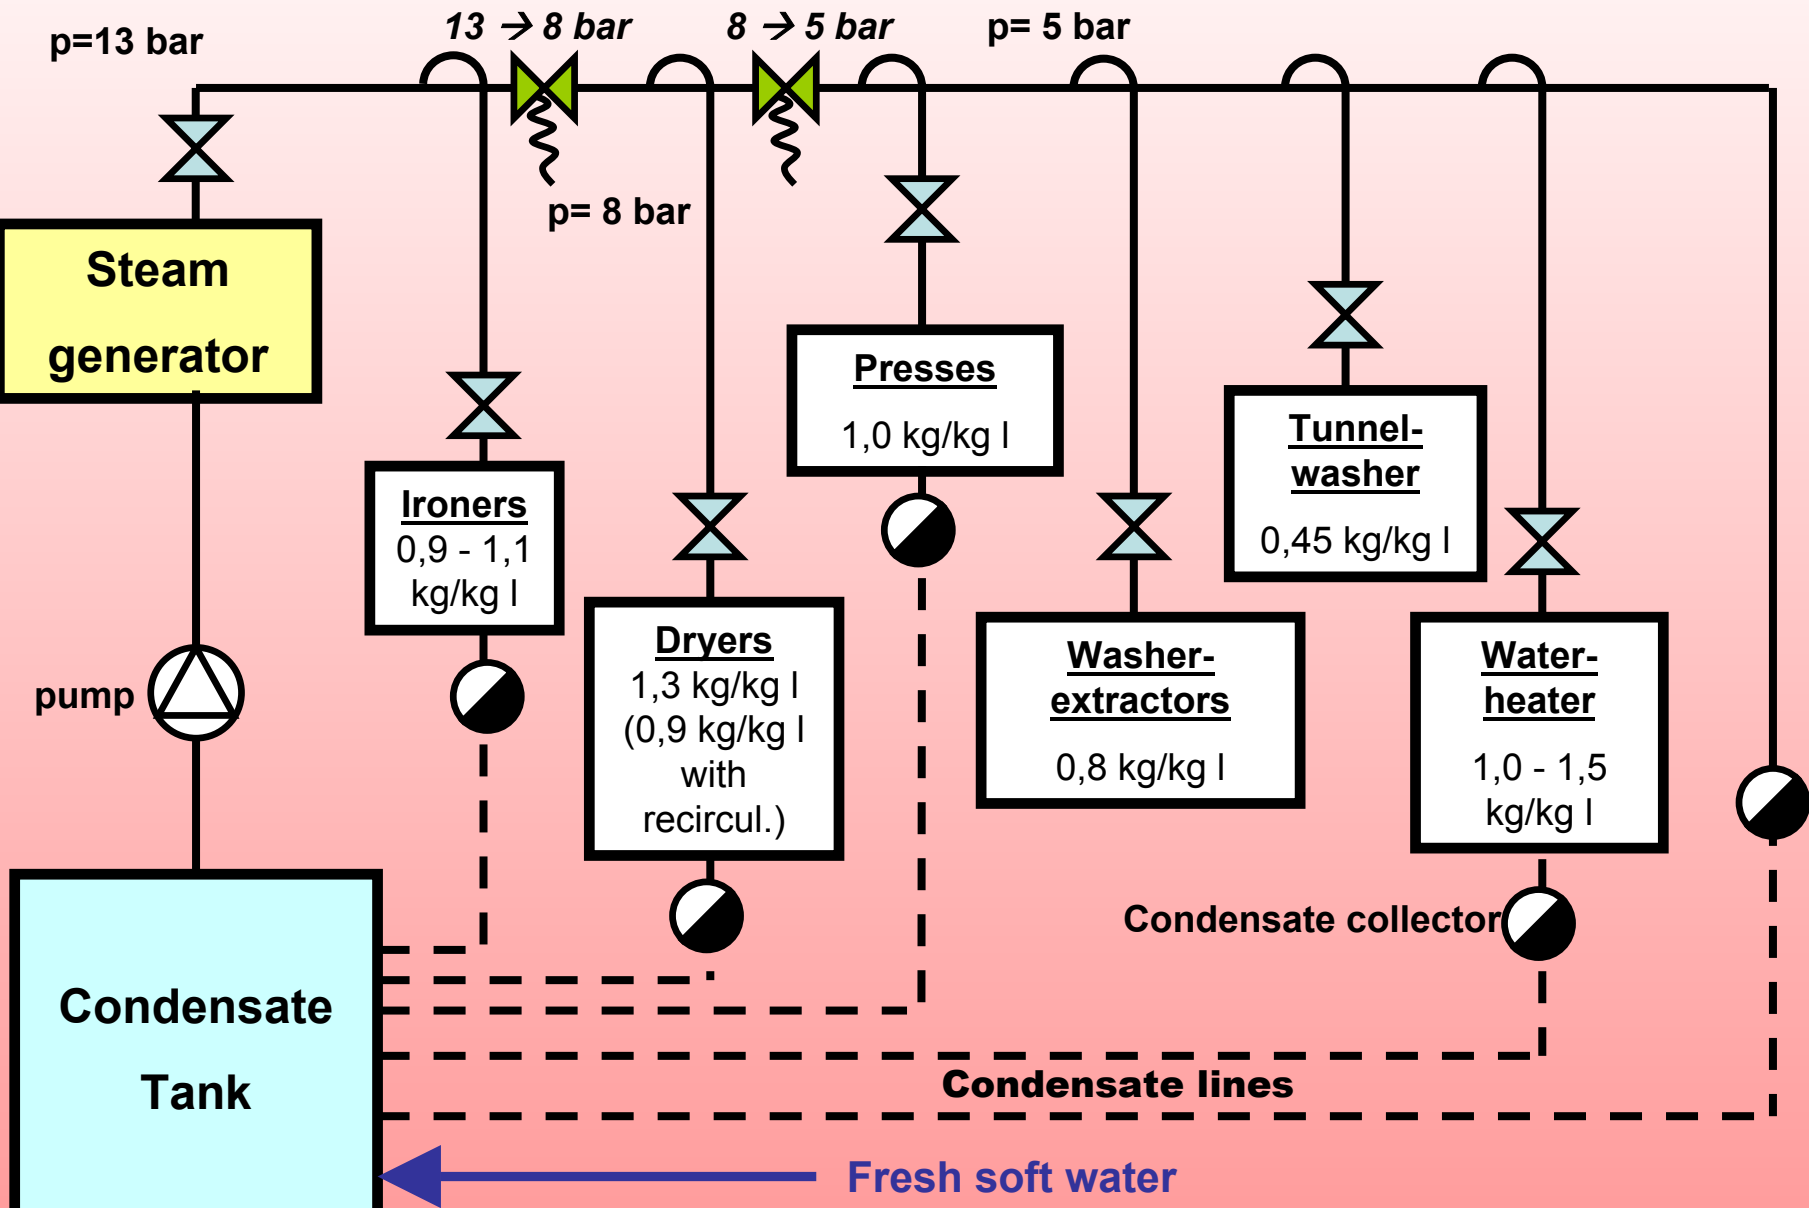 p=13 bar
13 → 8 bar
8 → 5 bar
p= 5 bar
p= 8 bar
Steam
generator
Presses
1,0 kg/kg l
Tunnel-
washer
0,45 kg/kg l
Ironers
0,9 - 1,1
kg/kg l
Dryers
1,3 kg/kg l
(0,9 kg/kg l
with
recircul.)
Washer-
extractors
0,8 kg/kg l
Water-
heater
1,0 - 1,5
kg/kg l
pump
Condensate collector
Condensate
Tank
Condensate lines
Fresh soft water